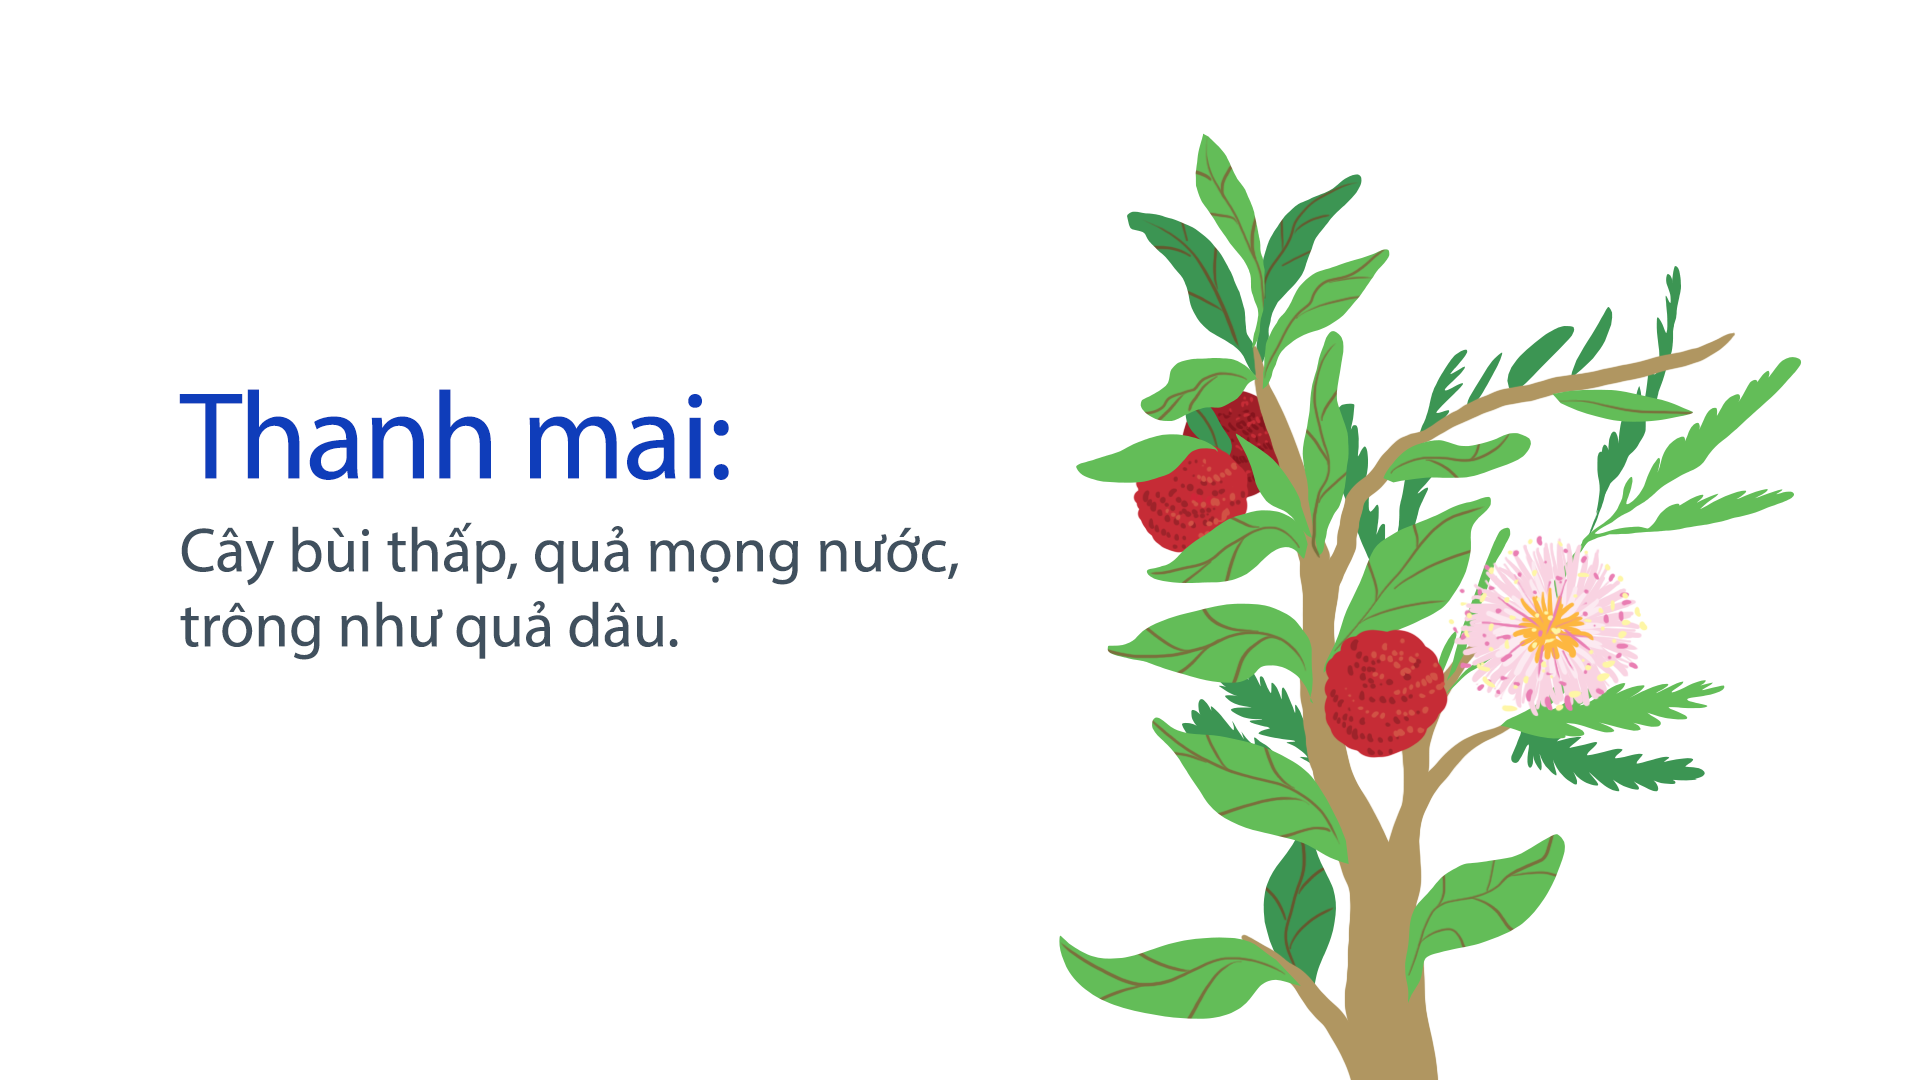 Thanh mai:
Cây bùi thấp, quả mọng nước,
trông như quả dâu.